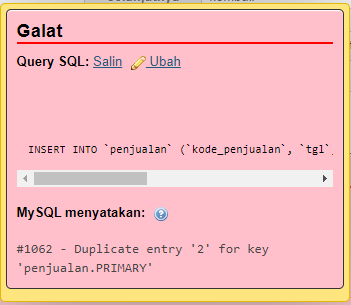 Galat
Query SQL: Salin Ubah
INSERT INTO `penjualan` (`kode_penjualan`, `tgl`,
MySQL menyatakan:
#1062 - Duplicate entry '2' for key
'penjualan.PRIMARY'